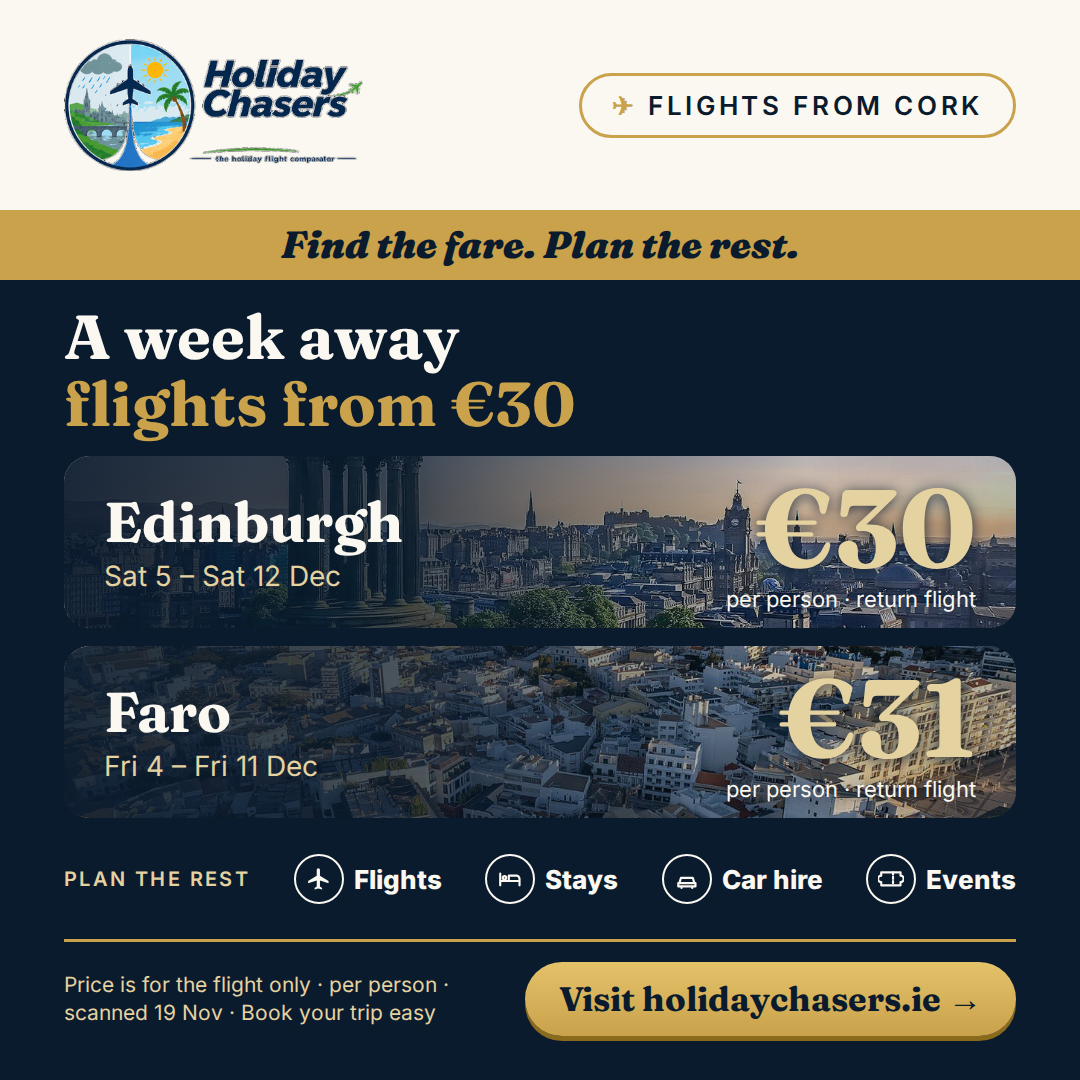 Holiday
Chasers
the holiday flight comparator
✈ FLIGHTS FROM CORK
Find the fare. Plan the rest.
A week away
flights from €30
Edinburgh
Sat 5 – Sat 12 Dec
€30
per person · return flight
Faro
Fri 4 – Fri 11 Dec
€31
per person · return flight
PLAN THE REST
Flights
Stays
Car hire
Events
Price is for the flight only · per person ·
scanned 19 Nov · Book your trip easy
Visit holidaychasers.ie →